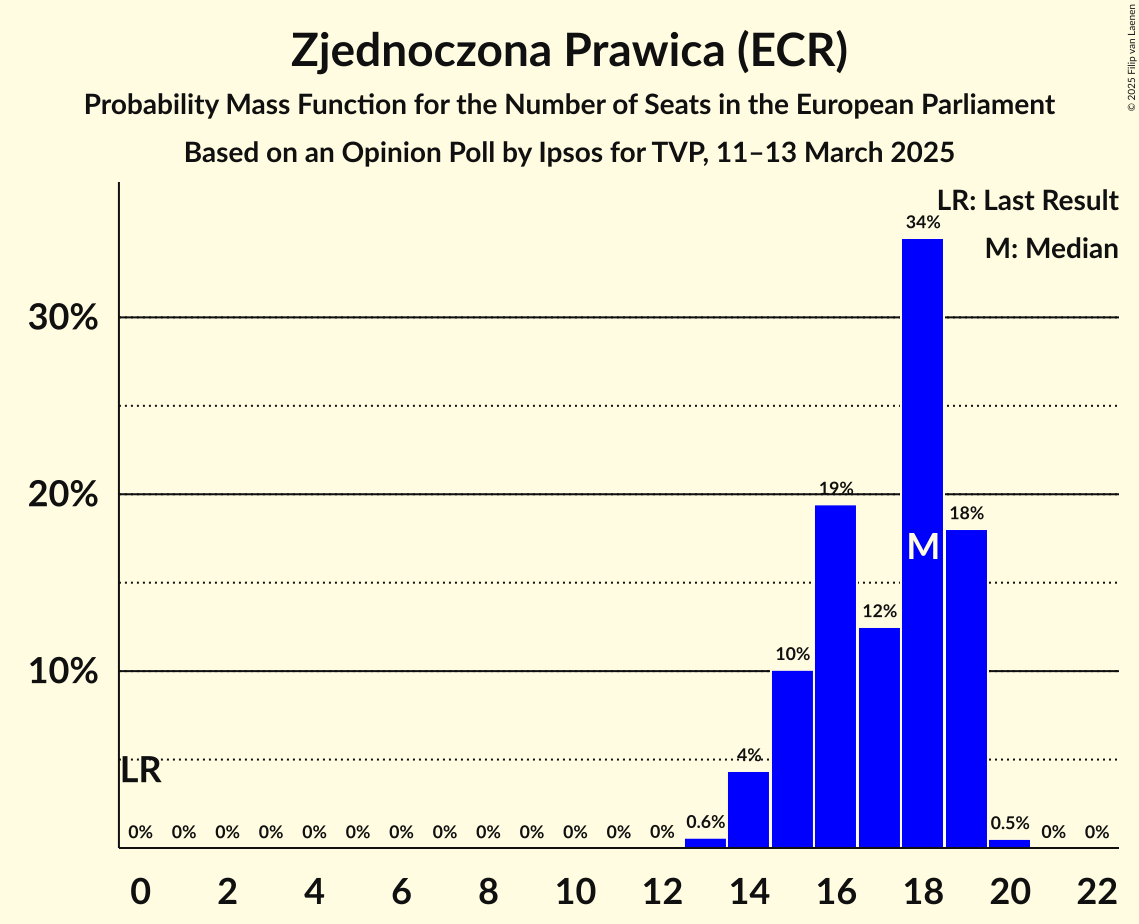 Zjednoczona Prawica (ECR)
Probability Mass Function for the Number of Seats in the European Parliament
Based on an Opinion Poll by Ipsos for TVP, 11–13 March 2025
© 2025 Filip van Laenen
LR: Last Result
M: Median
34%
30%
20%
19%
18%
M
12%
10%
10%
4%
LR
0% 0% 0% 0% 0% 0% 0% 0% 0% 0% 0% 0% 0% 0.6% 0.5% 0% 0%
0 2 4 6 8 10 12 14 16 18 20 22